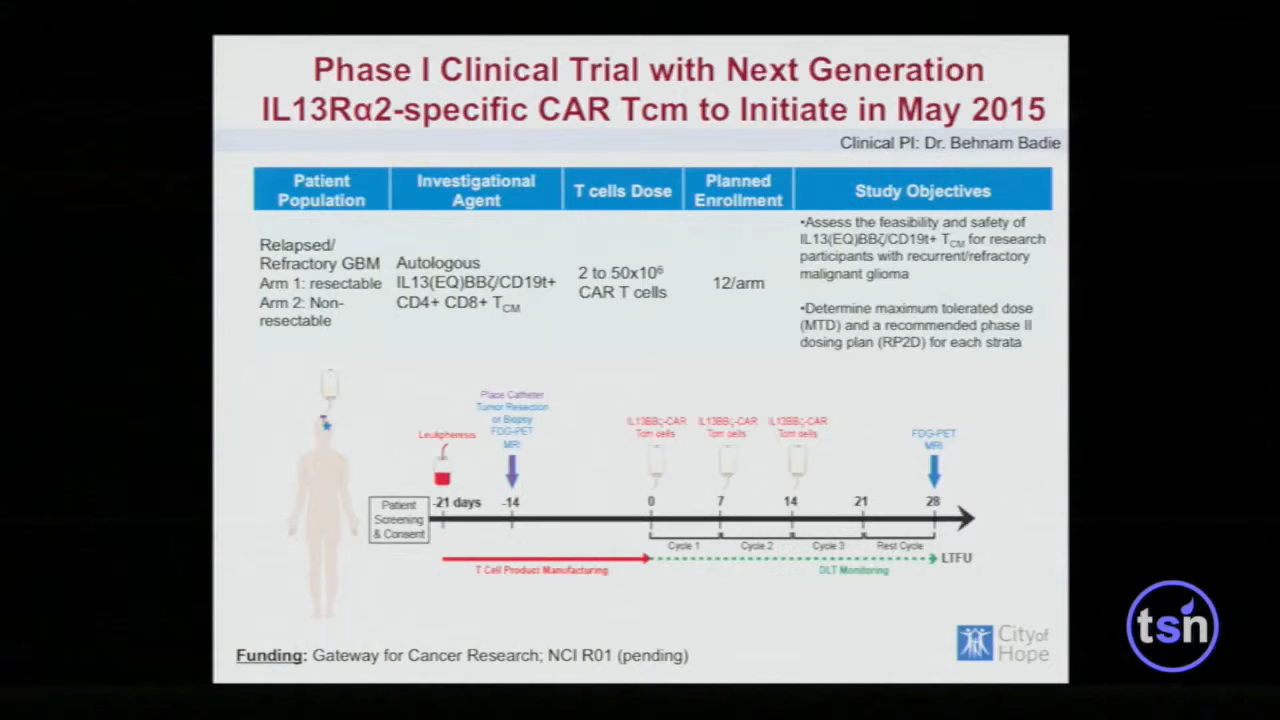 Phase I Clinical Trial with Next Generation
IL13Rα2-specific CAR Tcm to Initiate in May 2015
Clinical PI: Dr. Behnam Badie
Patient
Population
Investigational
Agent
T cells Dose
Planned
Enrollment
Study Objectives
Relapsed/
Refractory GBM
Arm 1: resectable
Arm 2: Non-
resectable
Autologous
IL13(EQ)BBζ/CD19t+
CD4+ CD8+ TCM
2 to 50x10⁶
CAR T cells
12/arm
•Assess the feasibility and safety of
IL13(EQ)BBζ/CD19t+ TCM for research
participants with recurrent/refractory
malignant glioma
•Determine maximum tolerated dose
(MTD) and a recommended phase II
dosing plan (RP2D) for each strata
Place Catheter
Tumor Resection
or Biopsy
FDG-PET
MRI
Leukpheresis
IL13BBζ-CAR
Tcm cells
IL13BBζ-CAR
Tcm cells
IL13BBζ-CAR
Tcm cells
FDG-PET
MRI
Patient
Screening
& Consent
-21 days -14 0 7 14 21 28
Cycle 1 Cycle 2 Cycle 3 Rest Cycle
T Cell Product Manufacturing
DLT Monitoring
LTFU
Funding: Gateway for Cancer Research; NCI R01 (pending)
City of
Hope
tsn